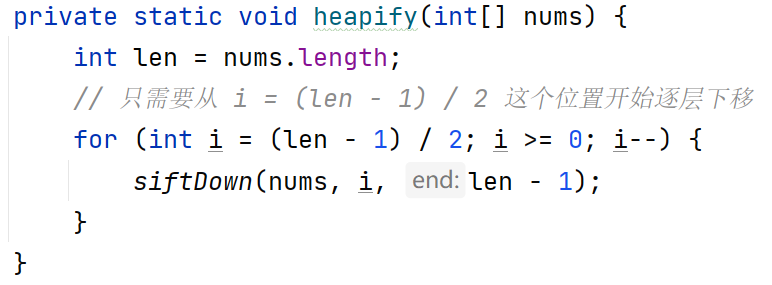 private static void heapify(int[] nums) {
    int len = nums.length;
    // 只需要从 i = (len - 1) / 2 这个位置开始逐层下移
    for (int i = (len - 1) / 2; i >= 0; i--) {
        siftDown(nums, i, end: len - 1);
    }
}